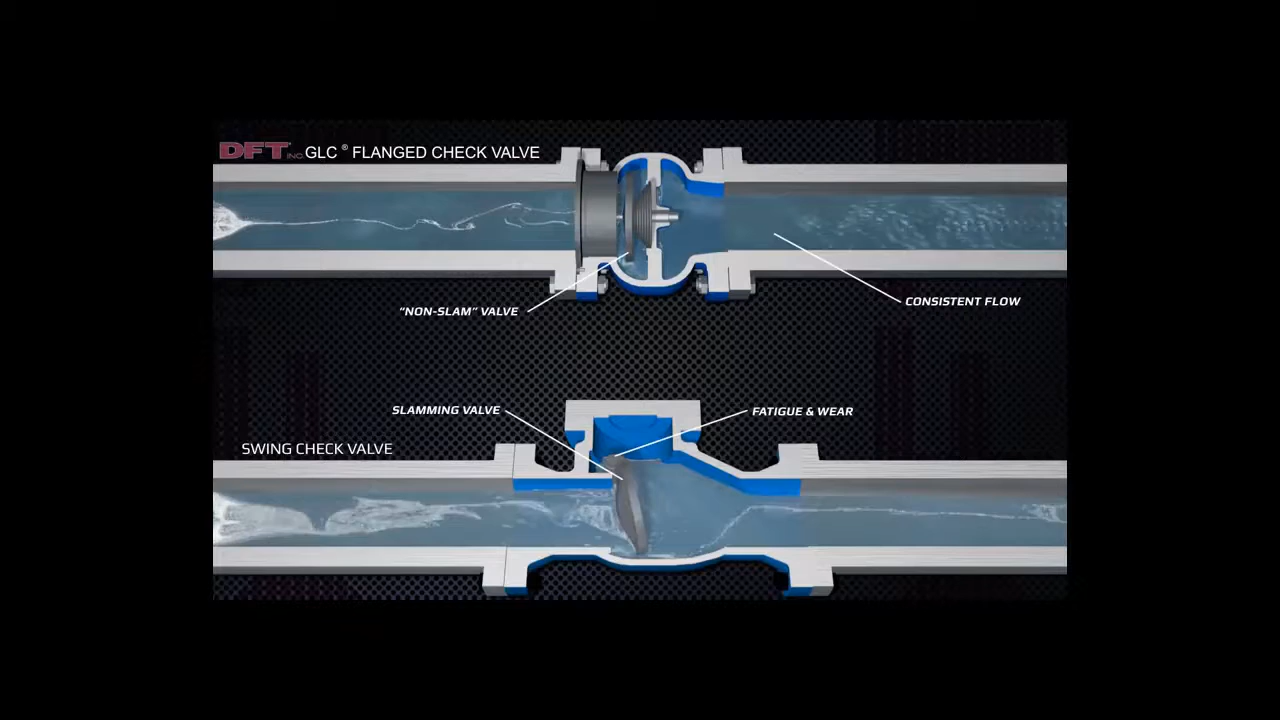 DFT INC. GLC ® FLANGED CHECK VALVE
“NON-SLAM” VALVE
CONSISTENT FLOW
SLAMMING VALVE
FATIGUE & WEAR
SWING CHECK VALVE